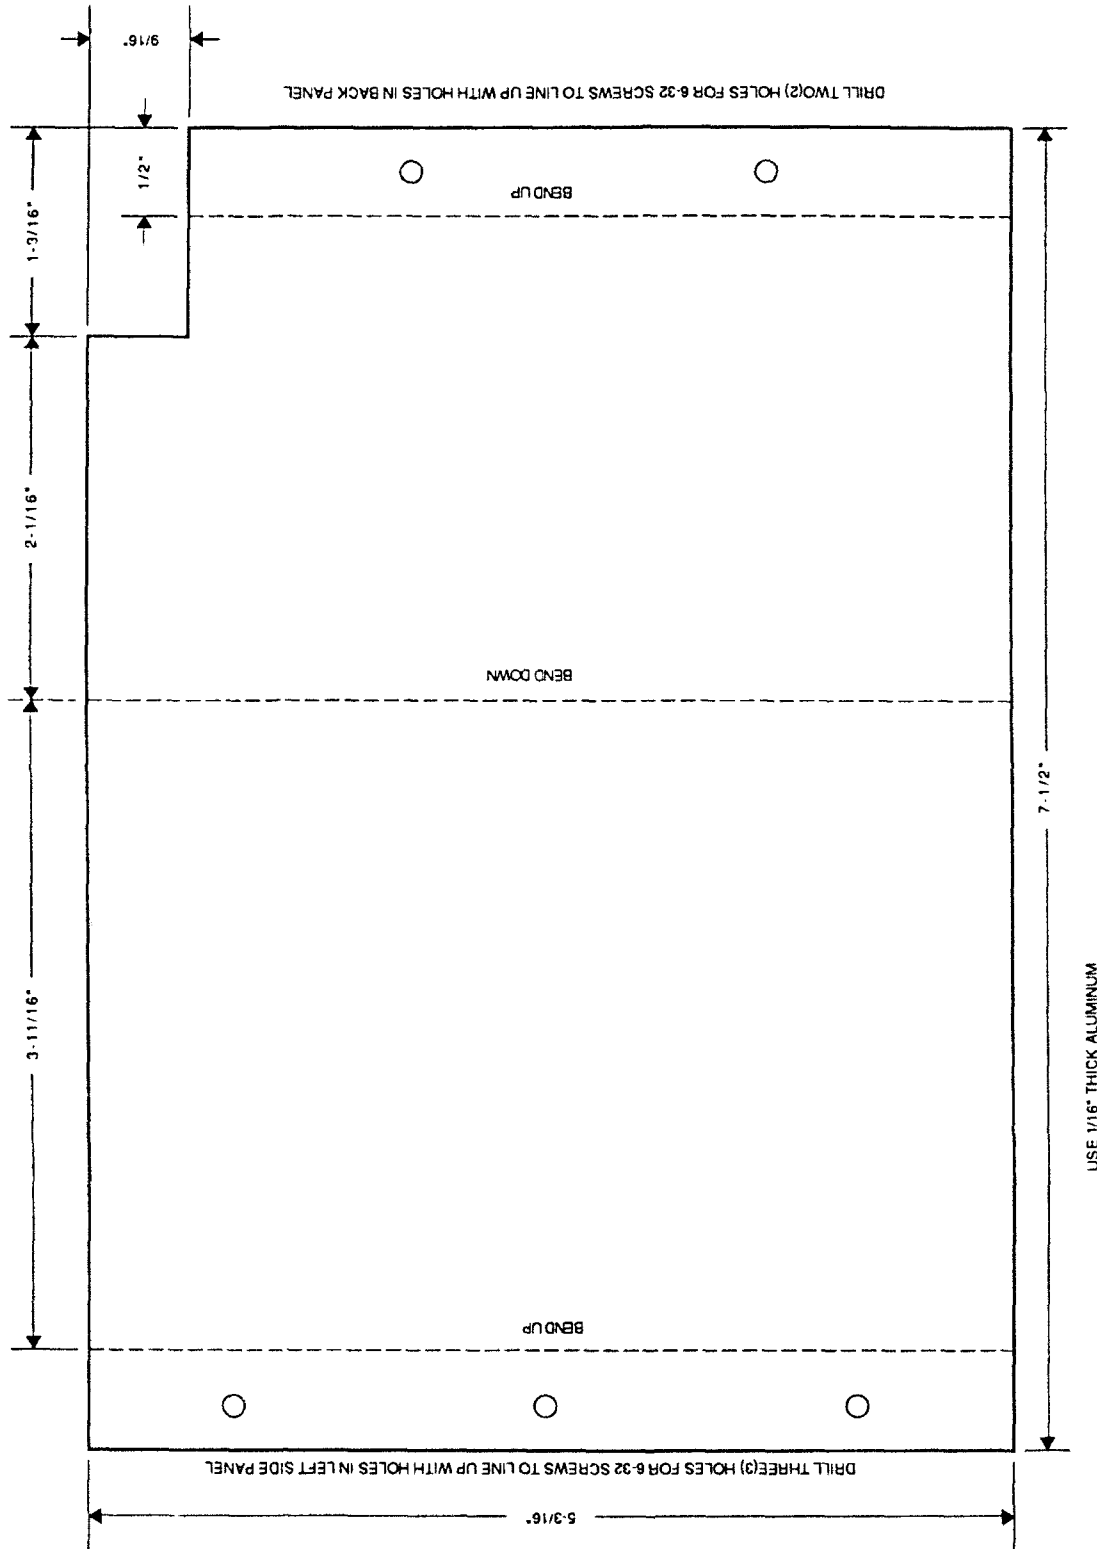 9/16"
DRILL TWO(2) HOLES FOR 6-32 SCREWS TO LINE UP WITH HOLES IN BACK PANEL
1/2"
1-3/16"
BEND UP
2-1/16"
BEND DOWN
7-1/2"
3-11/16"
USE 1/16" THICK ALUMINUM
BEND UP
DRILL THREE(3) HOLES FOR 6-32 SCREWS TO LINE UP WITH HOLES IN LEFT SIDE PANEL
5-3/16"